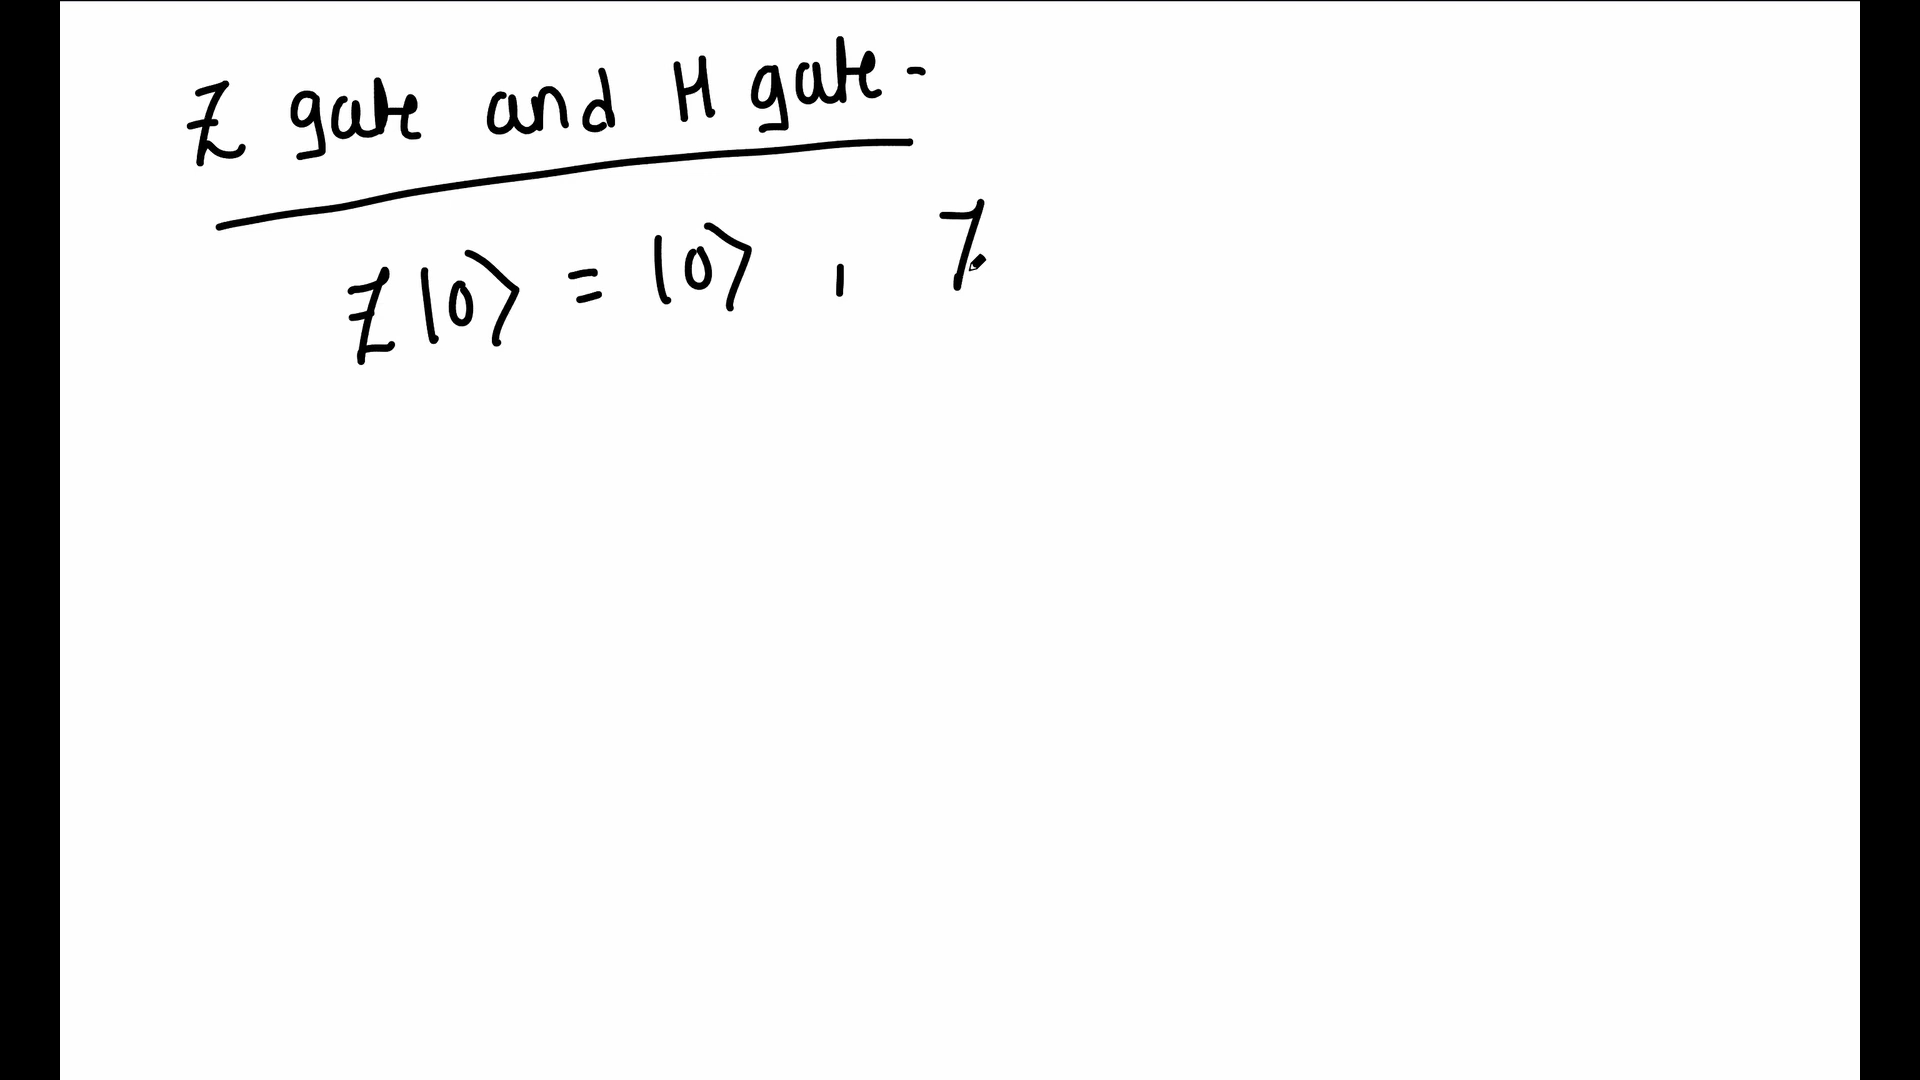 Z gate and H gate -
Z|0⟩ = |0⟩ ,